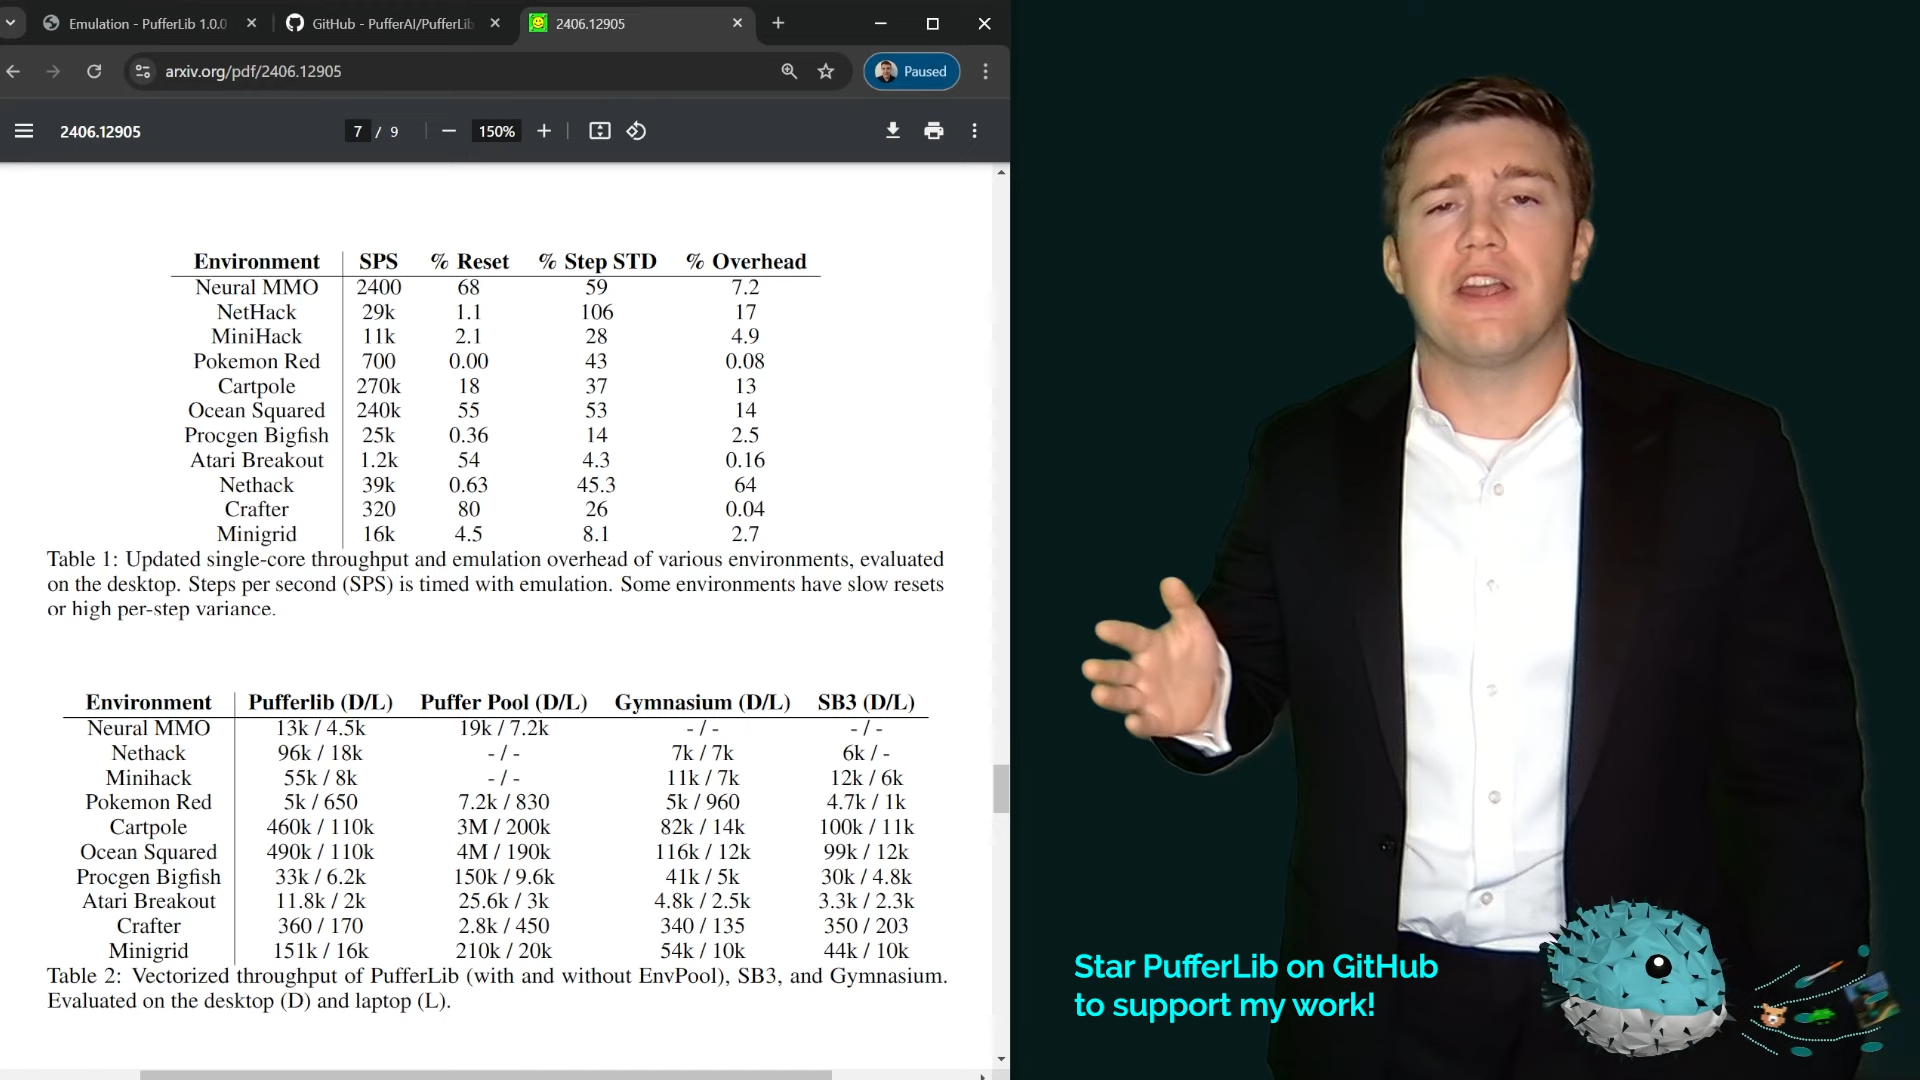 Emulation - PufferLib 1.0.0
GitHub - PufferAI/PufferLib
2406.12905
arxiv.org/pdf/2406.12905
Paused
2406.12905
7 / 9
150%
Environment SPS % Reset % Step STD % Overhead
Neural MMO 2400 68 59 7.2
NetHack 29k 1.1 106 17
MiniHack 11k 2.1 28 4.9
Pokemon Red 700 0.00 43 0.08
Cartpole 270k 18 37 13
Ocean Squared 240k 55 53 14
Procgen Bigfish 25k 0.36 14 2.5
Atari Breakout 1.2k 54 4.3 0.16
Nethack 39k 0.63 45.3 64
Crafter 320 80 26 0.04
Minigrid 16k 4.5 8.1 2.7
Table 1: Updated single-core throughput and emulation overhead of various environments, evaluated
on the desktop. Steps per second (SPS) is timed with emulation. Some environments have slow resets
or high per-step variance.
Environment Pufferlib (D/L) Puffer Pool (D/L) Gymnasium (D/L) SB3 (D/L)
Neural MMO 13k / 4.5k 19k / 7.2k - / - - / -
Nethack 96k / 18k - / - 7k / 7k 6k / -
Minihack 55k / 8k - / - 11k / 7k 12k / 6k
Pokemon Red 5k / 650 7.2k / 830 5k / 960 4.7k / 1k
Cartpole 460k / 110k 3M / 200k 82k / 14k 100k / 11k
Ocean Squared 490k / 110k 4M / 190k 116k / 12k 99k / 12k
Procgen Bigfish 33k / 6.2k 150k / 9.6k 41k / 5k 30k / 4.8k
Atari Breakout 11.8k / 2k 25.6k / 3k 4.8k / 2.5k 3.3k / 2.3k
Crafter 360 / 170 2.8k / 450 340 / 135 350 / 203
Minigrid 151k / 16k 210k / 20k 54k / 10k 44k / 10k
Table 2: Vectorized throughput of PufferLib (with and without EnvPool), SB3, and Gymnasium.
Evaluated on the desktop (D) and laptop (L).
Star PufferLib on GitHub
to support my work!